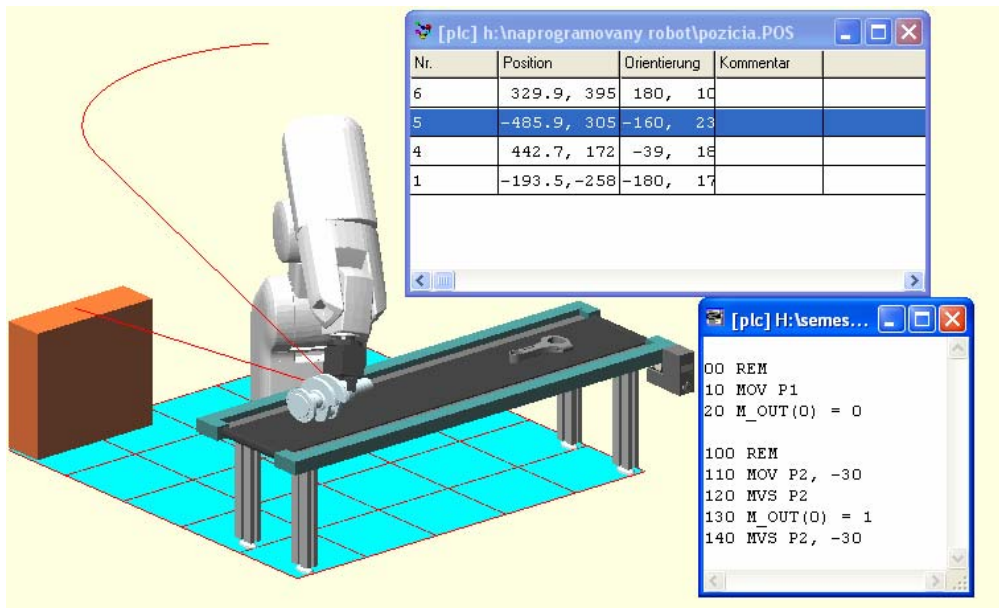 [plc] h:\naprogramovany robot\pozicia.POS
Nr. Position Orientierung Kommentar
6 329.9, 395 180, 10
5 -485.9, 305 -160, 23
4 442.7, 172 -39, 18
1 -193.5,-258 -180, 17
[plc] H:\semes...
00 REM
10 MOV P1
20 M_OUT(0) = 0
100 REM
110 MOV P2, -30
120 MVS P2
130 M_OUT(0) = 1
140 MVS P2, -30